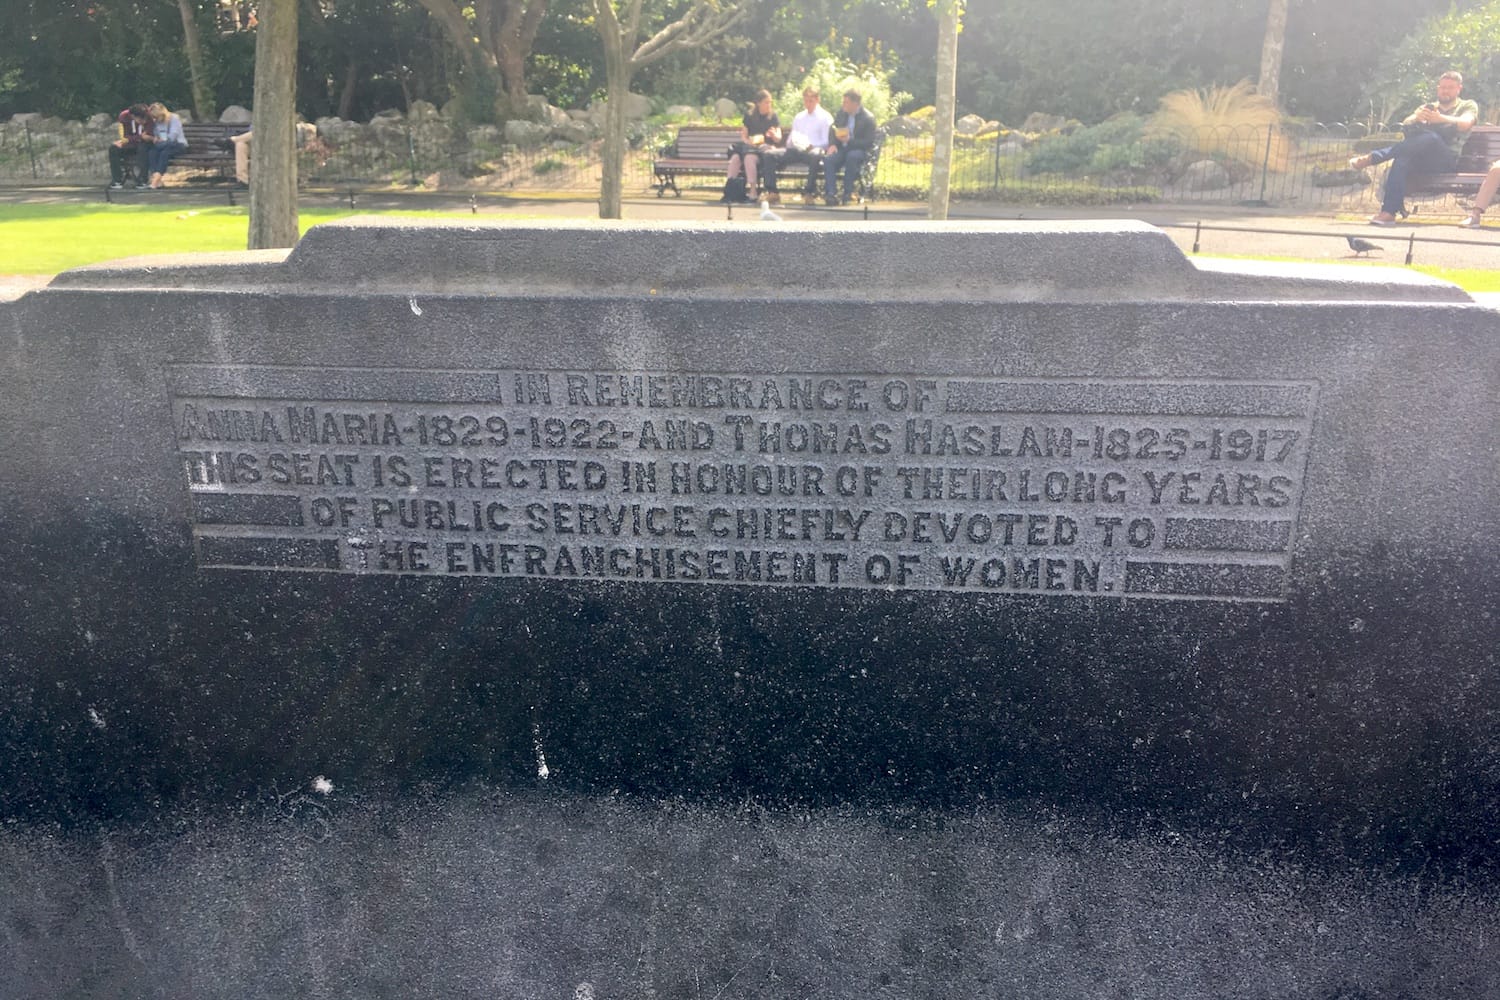 IN REMEMBRANCE OF
ANNA MARIA-1829-1922-AND THOMAS HASLAM-1825-1917
THIS SEAT IS ERECTED IN HONOUR OF THEIR LONG YEARS
OF PUBLIC SERVICE CHIEFLY DEVOTED TO
THE ENFRANCHISEMENT OF WOMEN.